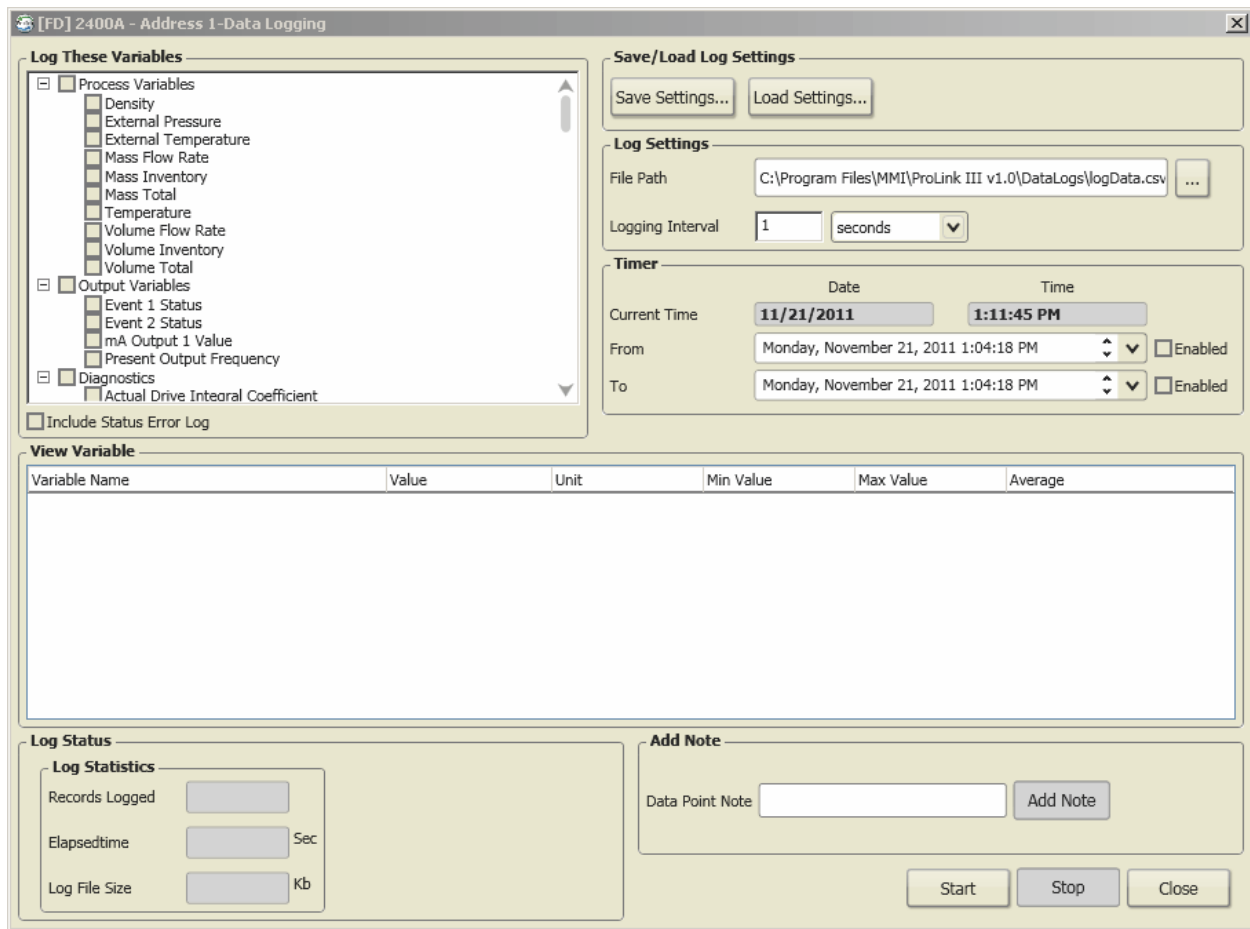 [FD] 2400A - Address 1-Data Logging
Log These Variables
Process Variables
Density
External Pressure
External Temperature
Mass Flow Rate
Mass Inventory
Mass Total
Temperature
Volume Flow Rate
Volume Inventory
Volume Total
Output Variables
Event 1 Status
Event 2 Status
mA Output 1 Value
Present Output Frequency
Diagnostics
Actual Drive Integral Coefficient
Include Status Error Log
Save/Load Log Settings
Save Settings... Load Settings...
Log Settings
File Path C:\Program Files\MMI\ProLink III v1.0\DataLogs\logData.csv ...
Logging Interval 1 seconds
Timer
Date Time
Current Time 11/21/2011 1:11:45 PM
From Monday, November 21, 2011 1:04:18 PM Enabled
To Monday, November 21, 2011 1:04:18 PM Enabled
View Variable
Variable Name Value Unit Min Value Max Value Average
Log Status
Log Statistics
Records Logged
Elapsedtime Sec
Log File Size Kb
Add Note
Data Point Note Add Note
Start Stop Close